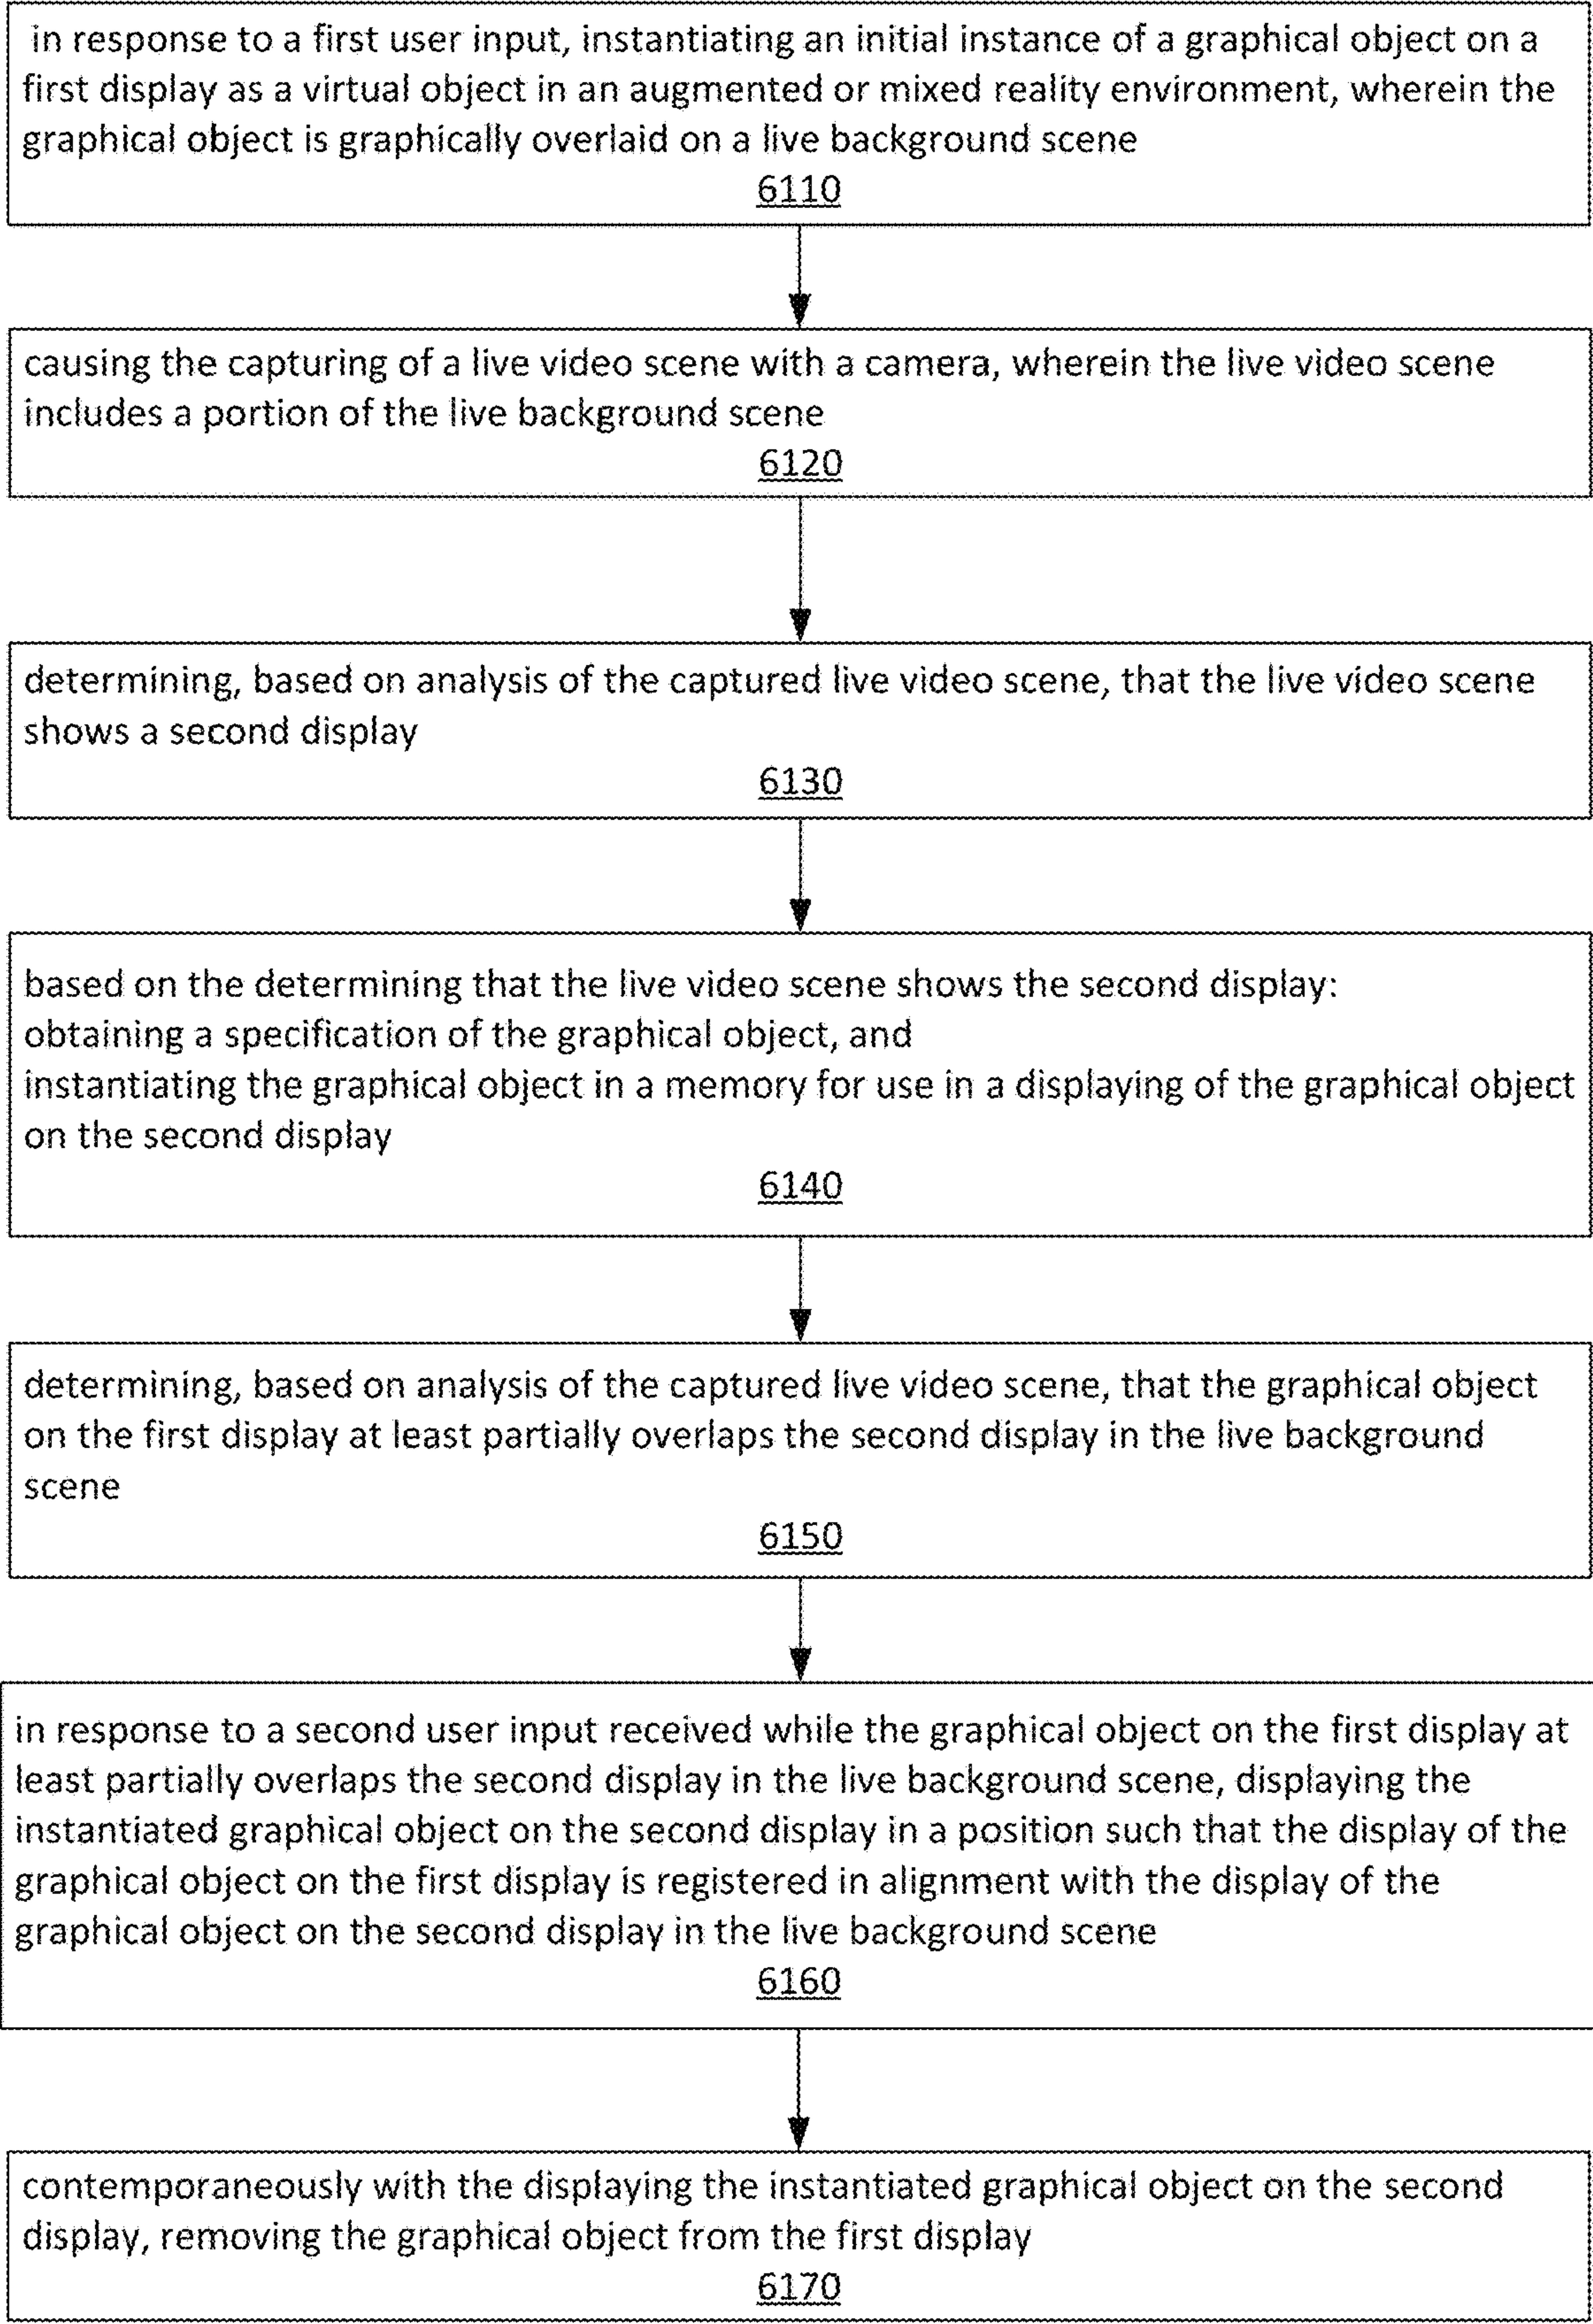 in response to a first user input, instantiating an initial instance of a graphical object on a
first display as a virtual object in an augmented or mixed reality environment, wherein the
graphical object is graphically overlaid on a live background scene
6110
causing the capturing of a live video scene with a camera, wherein the live video scene
includes a portion of the live background scene
6120
determining, based on analysis of the captured live video scene, that the live video scene
shows a second display
6130
based on the determining that the live video scene shows the second display:
obtaining a specification of the graphical object, and
instantiating the graphical object in a memory for use in a displaying of the graphical object
on the second display
6140
determining, based on analysis of the captured live video scene, that the graphical object
on the first display at least partially overlaps the second display in the live background
scene
6150
in response to a second user input received while the graphical object on the first display at
least partially overlaps the second display in the live background scene, displaying the
instantiated graphical object on the second display in a position such that the display of the
graphical object on the first display is registered in alignment with the display of the
graphical object on the second display in the live background scene
6160
contemporaneously with the displaying the instantiated graphical object on the second
display, removing the graphical object from the first display
6170